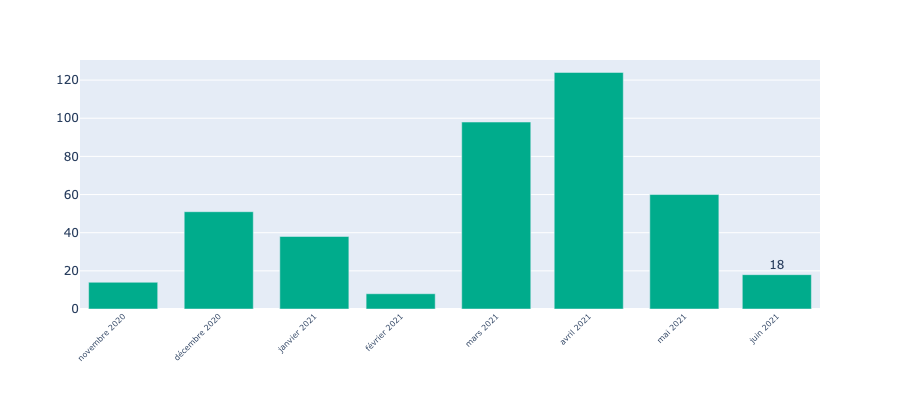 120
100
80
60
40
20
0
18
novembre 2020
décembre 2020
janvier 2021
février 2021
mars 2021
avril 2021
mai 2021
juin 2021